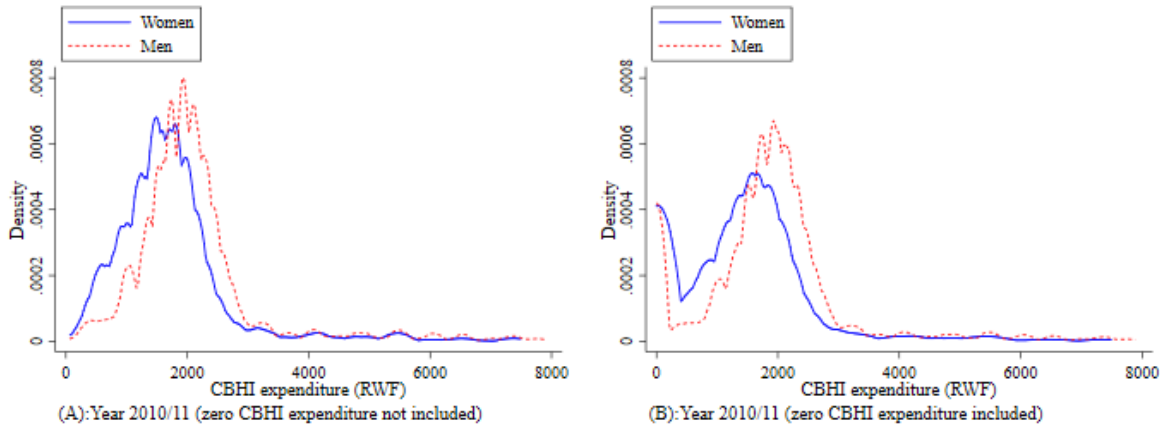 Women
Men
Density
.0008
.0006
.0004
.0002
0
0 2000 4000 6000 8000
CBHI expenditure (RWF)
(A):Year 2010/11 (zero CBHI expenditure not included)
Women
Men
Density
.0008
.0006
.0004
.0002
0
0 2000 4000 6000 8000
CBHI expenditure (RWF)
(B):Year 2010/11 (zero CBHI expenditure included)